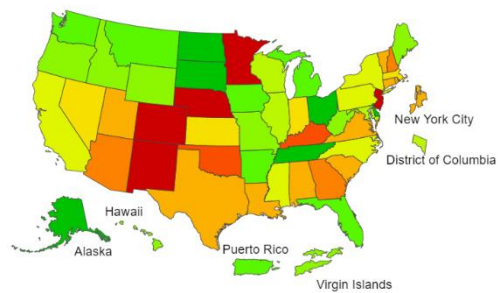 New York City
District of Columbia
Hawaii
Alaska
Puerto Rico
Virgin Islands